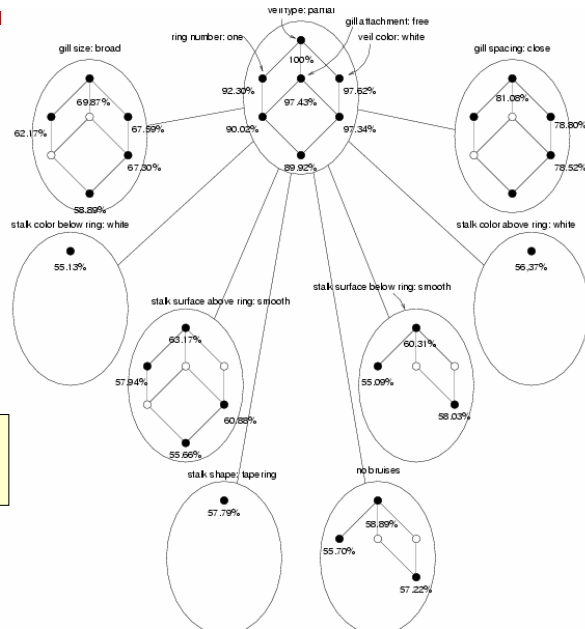 veil type: partial
gill attachment: free
ring number: one
veil color: white
gill size: broad
gill spacing: close
100%
92.30%
97.43%
97.62%
90.02%
97.34%
89.92%
69.87%
62.17%
67.59%
67.30%
58.89%
81.08%
78.80%
78.52%
stalk color below ring: white
55.13%
stalk color above ring: white
56,37%
stalk surface above ring: smooth
63.17%
57.94%
60.88%
55.66%
stalk surface below ring: smooth
60.31%
55.09%
58.03%
stalk shape: tapering
57.79%
no bruises
58.89%
55.70%
57.22%